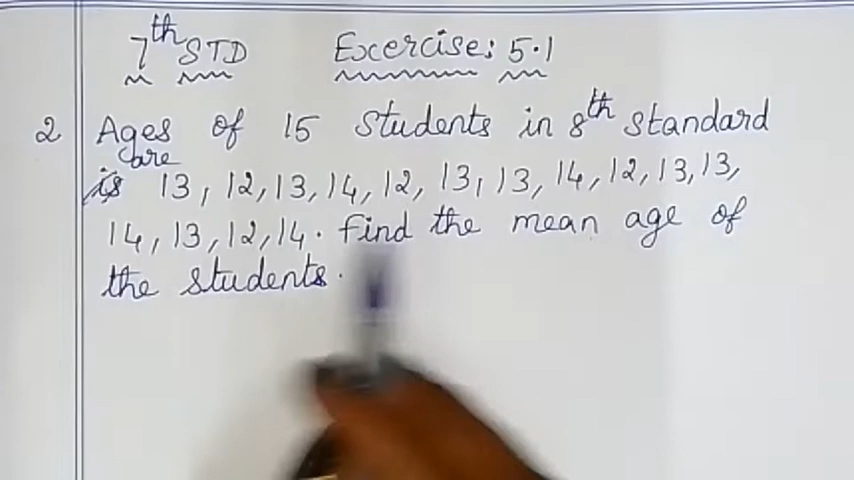 7th STD Exercise: 5.1
2 Ages of 15 students in 8th standard
are
is 13, 12, 13, 14, 12, 13, 13, 14, 12, 13, 13,
14, 13, 12, 14. Find the mean age of
the students.